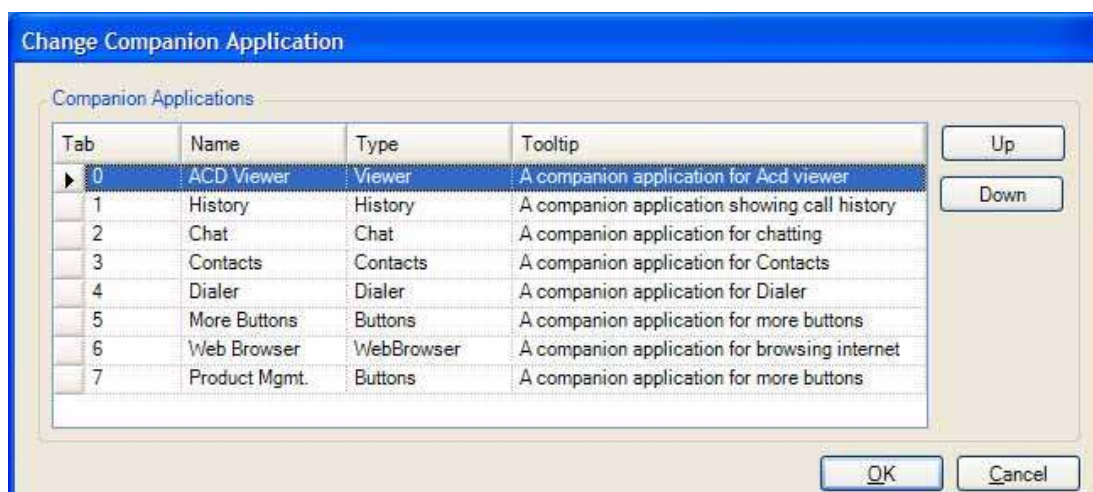 Change Companion Application
Companion Applications
Tab Name Type Tooltip
0 ACD Viewer Viewer A companion application for Acd viewer
1 History History A companion application showing call history
2 Chat Chat A companion application for chatting
3 Contacts Contacts A companion application for Contacts
4 Dialer Dialer A companion application for Dialer
5 More Buttons Buttons A companion application for more buttons
6 Web Browser WebBrowser A companion application for browsing internet
7 Product Mgmt. Buttons A companion application for more buttons
Up
Down
OK Cancel